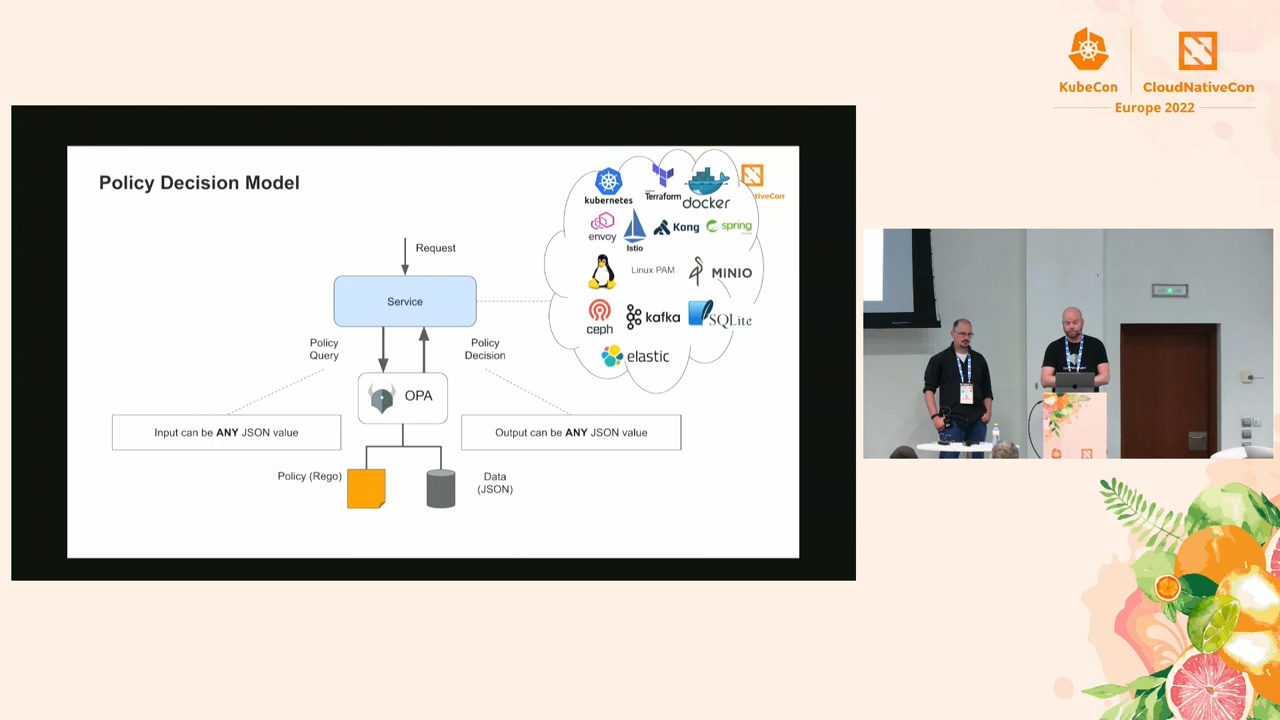 KubeCon
CloudNativeCon
Europe 2022
Policy Decision Model
kubernetes
Terraform
docker
tiveCon
envoy
Istio
Kong
spring
Linux PAM
MINIO
ceph
kafka
SQLite
elastic
Request
Service
Policy
Query
Policy
Decision
OPA
Input can be ANY JSON value
Output can be ANY JSON value
Policy (Rego)
Data
(JSON)